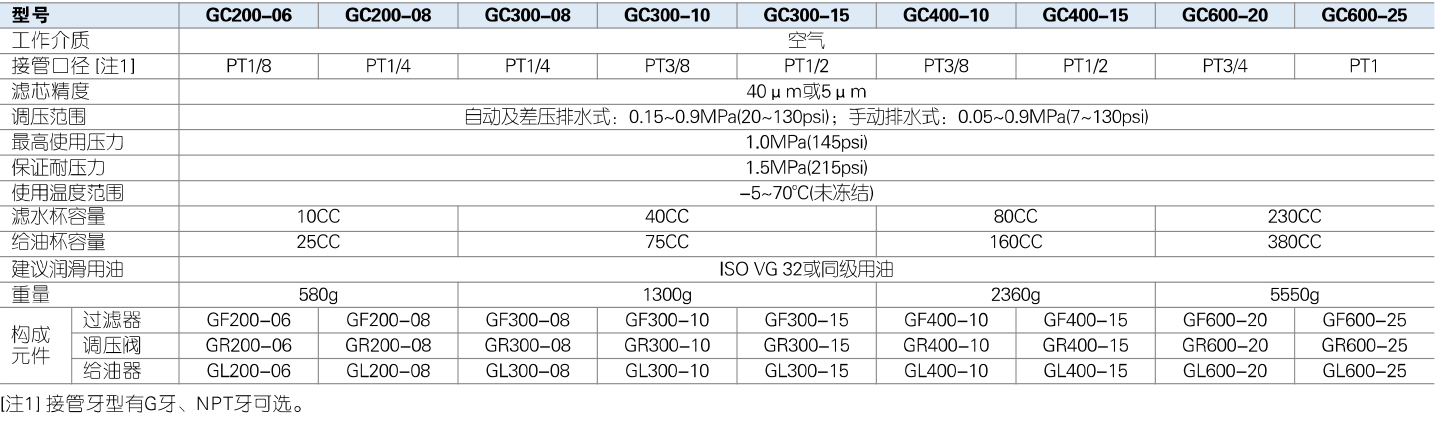 型号 GC200-06 GC200-08 GC300-08 GC300-10 GC300-15 GC400-10 GC400-15 GC600-20 GC600-25
工作介质 空气
接管口径 [注1] PT1/8 PT1/4 PT1/4 PT3/8 PT1/2 PT3/8 PT1/2 PT3/4 PT1
滤芯精度 40μm或5μm
调压范围 自动及差压排水式：0.15~0.9MPa(20~130psi)；手动排水式：0.05~0.9MPa(7~130psi)
最高使用压力 1.0MPa(145psi)
保证耐压力 1.5MPa(215psi)
使用温度范围 -5~70℃(未冻结)
滤水杯容量 10CC 40CC 80CC 230CC
给油杯容量 25CC 75CC 160CC 380CC
建议润滑用油 ISO VG 32或同级用油
重量 580g 1300g 2360g 5550g
构成元件 过滤器 GF200-06 GF200-08 GF300-08 GF300-10 GF300-15 GF400-10 GF400-15 GF600-20 GF600-25
调压阀 GR200-06 GR200-08 GR300-08 GR300-10 GR300-15 GR400-10 GR400-15 GR600-20 GR600-25
给油器 GL200-06 GL200-08 GL300-08 GL300-10 GL300-15 GL400-10 GL400-15 GL600-20 GL600-25
[注1] 接管牙型有G牙、NPT牙可选。